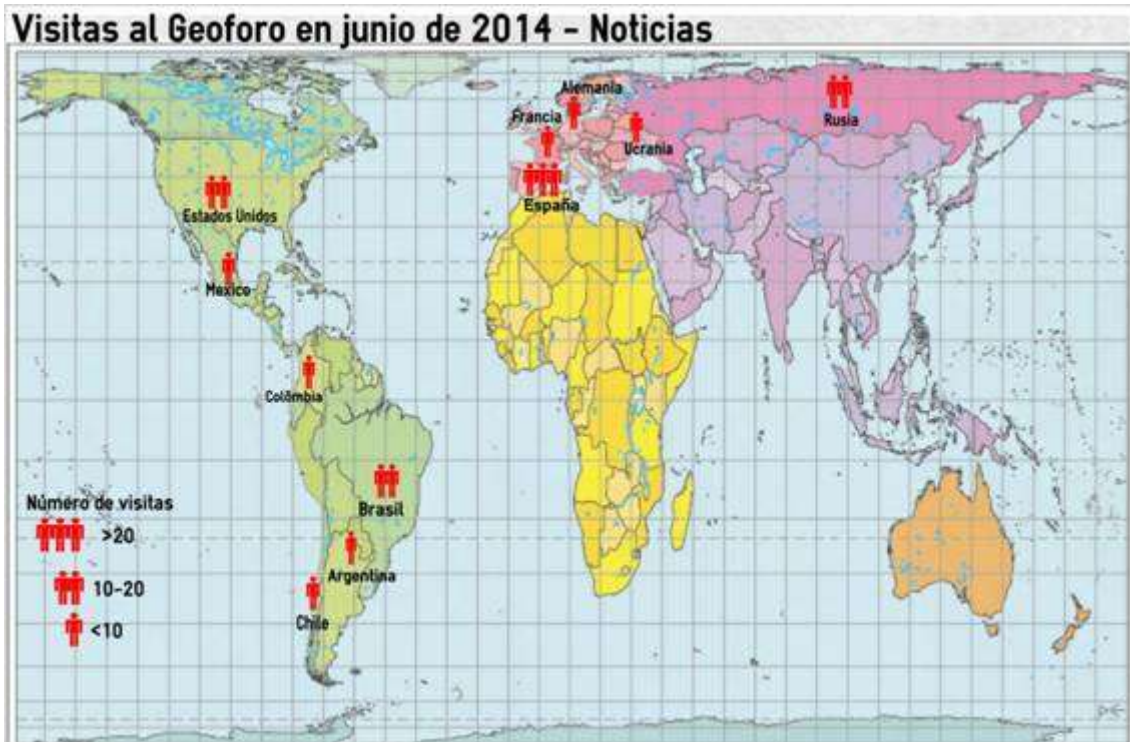 Visitas al Geoforo en junio de 2014 - Noticias
Alemania
Francia
Rusia
Ucrania
España
Estados Unidos
Mexico
Colômbia
Brasil
Número de visitas
>20
Argentina
10-20
Chile
<10